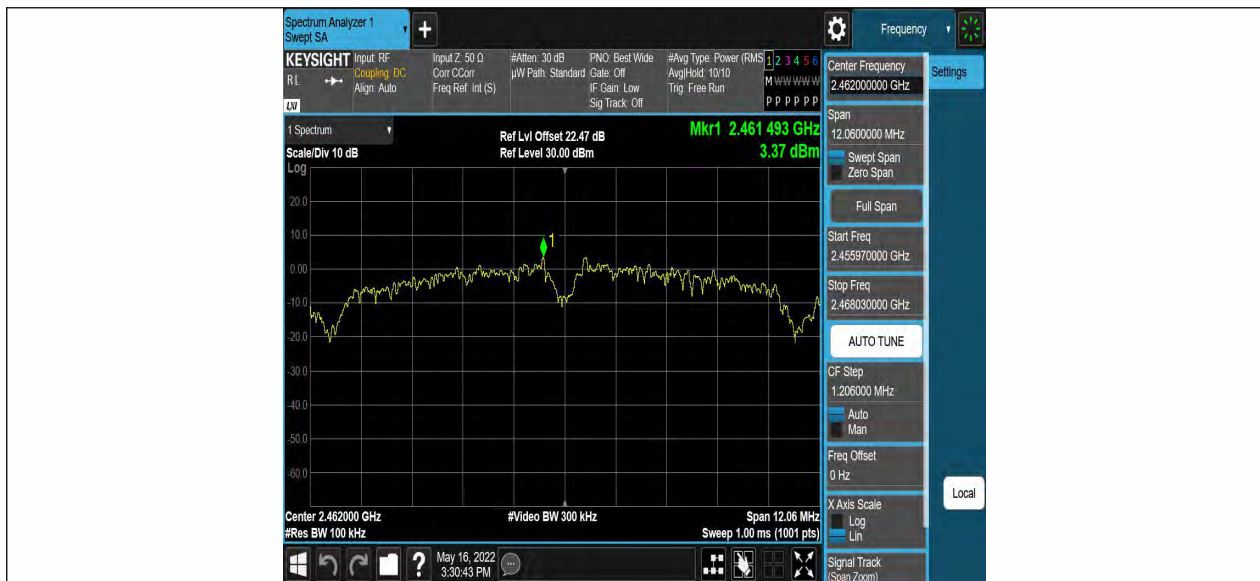 Spectrum Analyzer 1
Swept SA
+
Frequency
KEYSIGHT
RL
LXI
Input: RF
Coupling: DC
Align: Auto
Input Z: 50 Ω
Corr CCorr
Freq Ref: Int (S)
#Atten: 30 dB
µW Path: Standard
PNO: Best Wide
Gate: Off
IF Gain: Low
Sig Track: Off
#Avg Type: Power (RMS
Avg|Hold: 10/10
Trig: Free Run
1 2 3 4 5 6
M W W W W W
P P P P P P
1 Spectrum
Scale/Div 10 dB
Ref Lvl Offset 22.47 dB
Ref Level 30.00 dBm
Mkr1 2.461 493 GHz
3.37 dBm
Log
20.0
10.0
0.00
-10.0
-20.0
-30.0
-40.0
-50.0
-60.0
1
Center 2.462000 GHz
#Res BW 100 kHz
#Video BW 300 kHz
Span 12.06 MHz
Sweep 1.00 ms (1001 pts)
?
May 16, 2022
3:30:43 PM
Center Frequency
2.462000000 GHz
Span
12.0600000 MHz
Swept Span
Zero Span
Full Span
Start Freq
2.455970000 GHz
Stop Freq
2.468030000 GHz
AUTO TUNE
CF Step
1.206000 MHz
Auto
Man
Freq Offset
0 Hz
X Axis Scale
Log
Lin
Signal Track
(Span Zoom)
Settings
Local